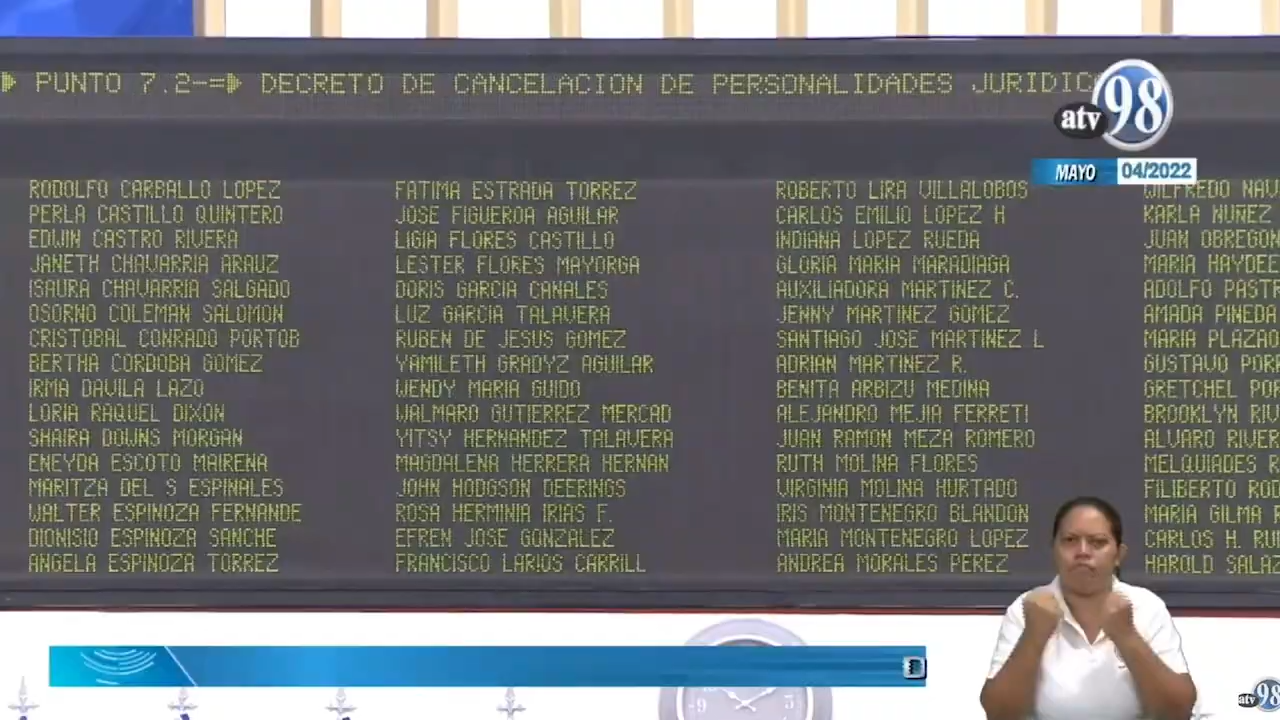 PUNTO 7.2-=
DECRETO DE CANCELACION DE PERSONALIDADES JURIDIC
atv 98
MAYO 04/2022
RODOLFO CARBALLO LOPEZ
PERLA CASTILLO QUINTERO
EDWIN CASTRO RIVERA
JANETH CHAVARRIA ARAUZ
ISAURA CHAVARRIA SALGADO
OSORNO COLEMAN SALOMON
CRISTOBAL CONRADO PORTOB
BERTHA CORDOBA GOMEZ
IRMA DAVILA LAZO
LORIA RAQUEL DIXON
SHAIRA DOWNS MORGAN
ENEYDA ESCOTO MAIRENA
MARITZA DEL S ESPINALES
WALTER ESPINOZA FERNANDE
DIONISIO ESPINOZA SANCHE
ANGELA ESPINOZA TORREZ
FATIMA ESTRADA TORREZ
JOSE FIGUEROA AGUILAR
LIGIA FLORES CASTILLO
LESTER FLORES MAYORGA
DORIS GARCIA CANALES
LUZ GARCIA TALAVERA
RUBEN DE JESUS GOMEZ
YAMILETH GRADYZ AGUILAR
WENDY MARIA GUIDO
WALMARO GUTIERREZ MERCAD
YITSY HERNANDEZ TALAVERA
MAGDALENA HERRERA HERNAN
JOHN HODGSON DEERINGS
ROSA HERMINIA IRIAS F.
EFREN JOSE GONZALEZ
FRANCISCO LARIOS CARRILL
ROBERTO LIRA VILLALOBOS
CARLOS EMILIO LOPEZ H
INDIANA LOPEZ RUEDA
GLORIA MARIA MARADIAGA
AUXILIADORA MARTINEZ C.
JENNY MARTINEZ GOMEZ
SANTIAGO JOSE MARTINEZ L
ADRIAN MARTINEZ R.
BENITA ARBIZU MEDINA
ALEJANDRO MEJIA FERRETI
JUAN RAMON MEZA ROMERO
RUTH MOLINA FLORES
VIRGINIA MOLINA HURTADO
IRIS MONTENEGRO BLANDON
MARIA MONTENEGRO LOPEZ
ANDREA MORALES PEREZ
WILFREDO NAV
KARLA NUÑEZ
JUAN OBREGON
MARIA HAYDEE
ADOLFO PASTR
AMADA PINEDA
MARIA PLAZAO
GUSTAVO POR
GRETCHEL POR
BROOKLYN RIV
ALVARO RIVER
MELQUIADES R
FILIBERTO ROD
MARIA GILMA R
CARLOS H. RU
HAROLD SALAZ
atv 98